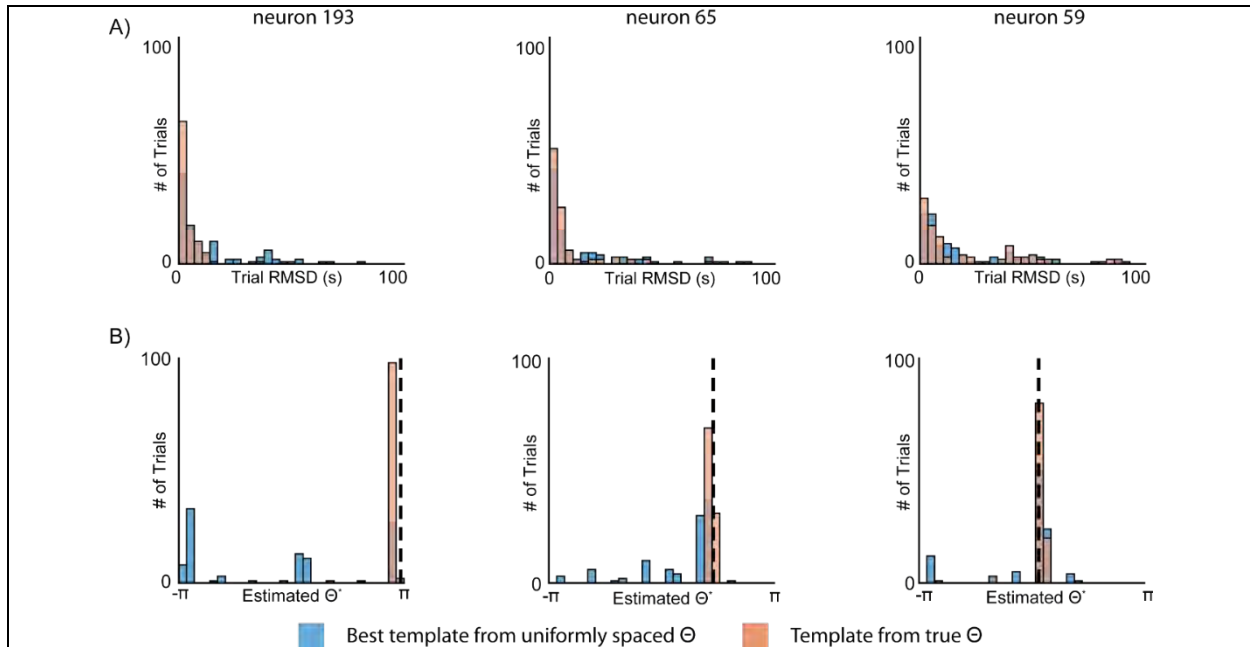 neuron 193 neuron 65 neuron 59
A)
100 100 100
# of Trials # of Trials # of Trials
0 0 0
0 Trial RMSD (s) 100 0 Trial RMSD (s) 100 0 Trial RMSD (s) 100
B)
100 100 100
# of Trials # of Trials # of Trials
0 0 0
-π Estimated Θ* π -π Estimated Θ* π -π Estimated Θ* π
Best template from uniformly spaced Θ Template from true Θ